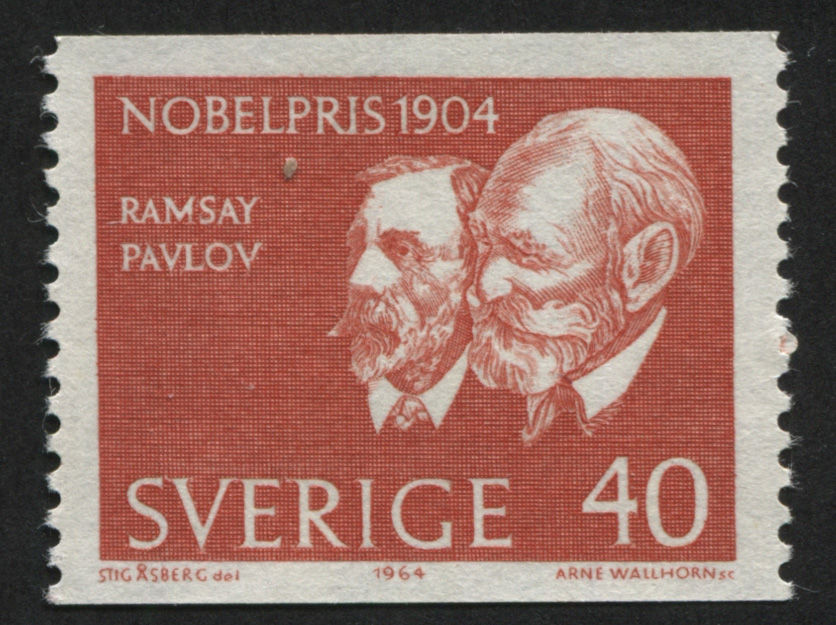 NOBELPRIS 1904
RAMSAY
PAVLOV
SVERIGE 40
STIG ÅSBERG del 1964 ARNE WALLHORN sc